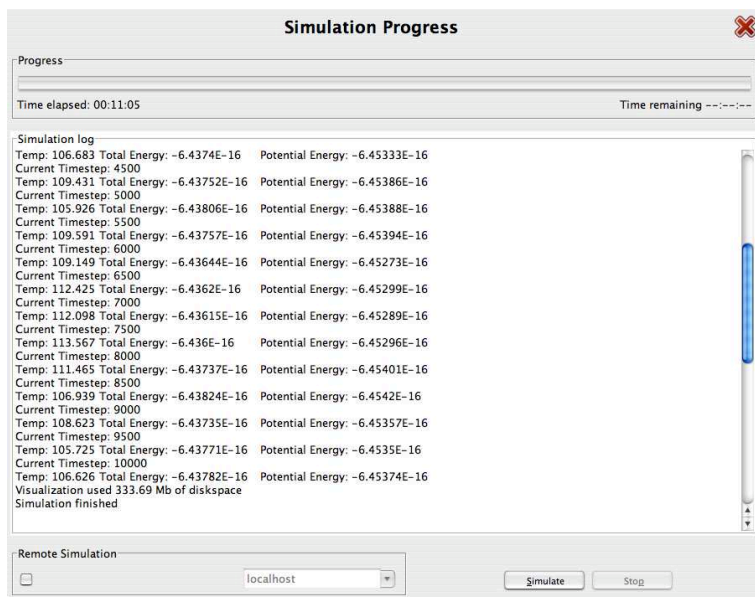 Simulation Progress
Progress
Time elapsed: 00:11:05 Time remaining --:--:--
Simulation log
Temp: 106.683 Total Energy: -6.4374E-16 Potential Energy: -6.45333E-16
Current Timestep: 4500
Temp: 109.431 Total Energy: -6.43752E-16 Potential Energy: -6.45386E-16
Current Timestep: 5000
Temp: 105.926 Total Energy: -6.43806E-16 Potential Energy: -6.45388E-16
Current Timestep: 5500
Temp: 109.591 Total Energy: -6.43757E-16 Potential Energy: -6.45394E-16
Current Timestep: 6000
Temp: 109.149 Total Energy: -6.43644E-16 Potential Energy: -6.45273E-16
Current Timestep: 6500
Temp: 112.425 Total Energy: -6.4362E-16 Potential Energy: -6.45299E-16
Current Timestep: 7000
Temp: 112.098 Total Energy: -6.43615E-16 Potential Energy: -6.45289E-16
Current Timestep: 7500
Temp: 113.567 Total Energy: -6.436E-16 Potential Energy: -6.45296E-16
Current Timestep: 8000
Temp: 111.465 Total Energy: -6.43737E-16 Potential Energy: -6.45401E-16
Current Timestep: 8500
Temp: 106.939 Total Energy: -6.43824E-16 Potential Energy: -6.4542E-16
Current Timestep: 9000
Temp: 108.623 Total Energy: -6.43735E-16 Potential Energy: -6.45357E-16
Current Timestep: 9500
Temp: 105.725 Total Energy: -6.43771E-16 Potential Energy: -6.4535E-16
Current Timestep: 10000
Temp: 106.626 Total Energy: -6.43782E-16 Potential Energy: -6.45374E-16
Visualization used 333.69 Mb of diskspace
Simulation finished
Remote Simulation
localhost
Simulate
Stop